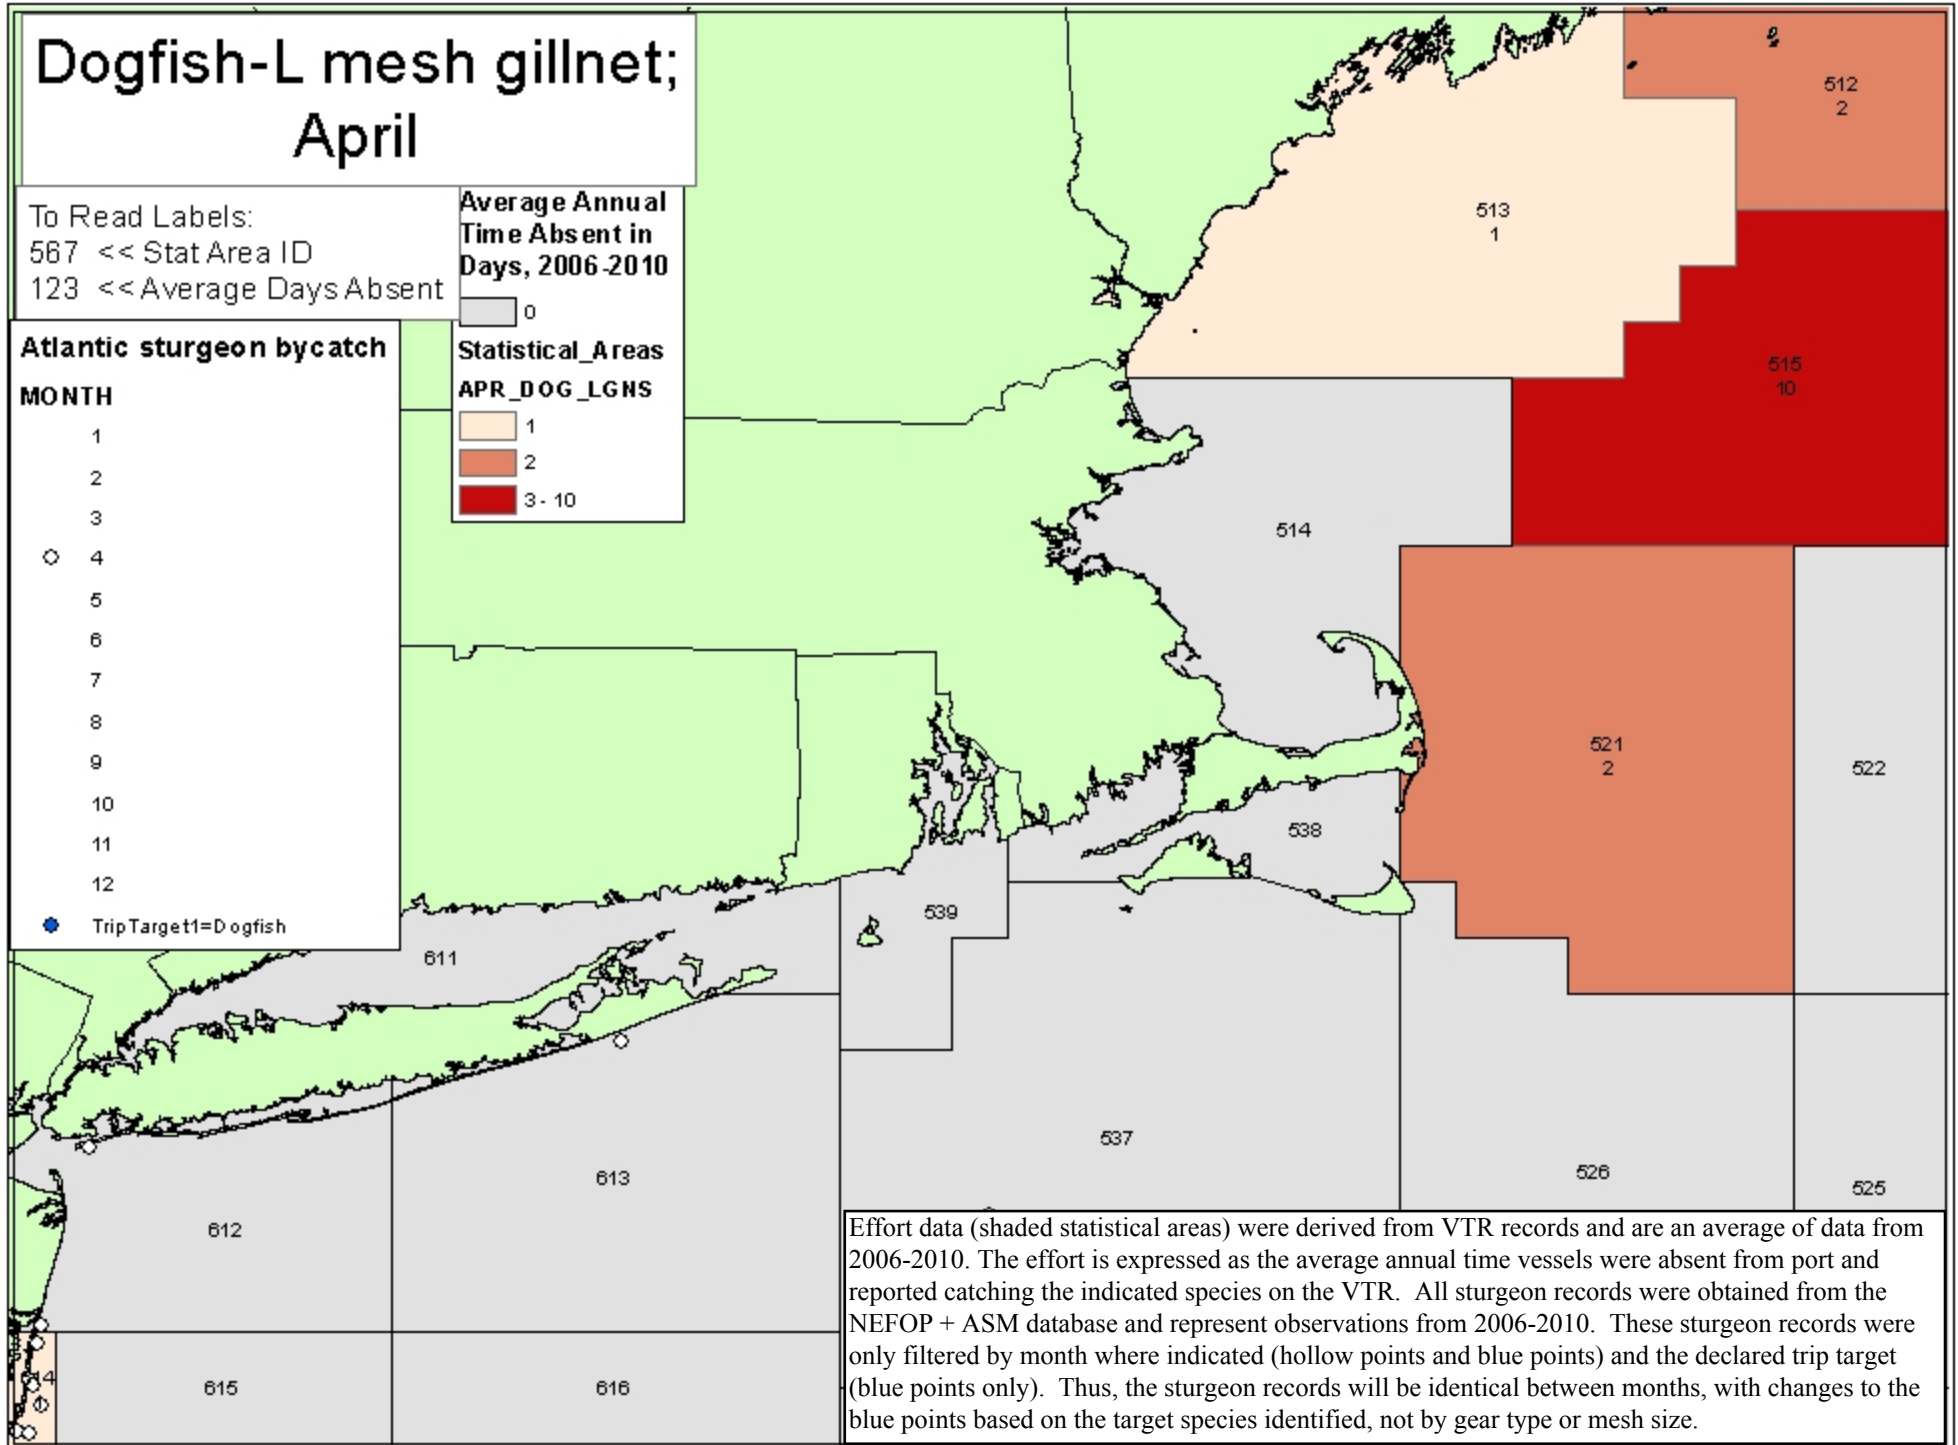 Dogfish-L mesh gillnet;
April
To Read Labels:
567 << Stat Area ID
123 << Average Days Absent
Average Annual
Time Absent in
Days, 2006-2010
0
Statistical_Areas
APR_DOG_LGNS
1
2
3 - 10
Atlantic sturgeon bycatch
MONTH
1
2
3
4
5
6
7
8
9
10
11
12
TripTarget1=Dogfish
512
2
513
1
515
10
514
521
2
522
538
539
611
537
526
525
613
612
615
616
Effort data (shaded statistical areas) were derived from VTR records and are an average of data from
2006-2010. The effort is expressed as the average annual time vessels were absent from port and
reported catching the indicated species on the VTR.  All sturgeon records were obtained from the
NEFOP + ASM database and represent observations from 2006-2010.  These sturgeon records were
only filtered by month where indicated (hollow points and blue points) and the declared trip target
(blue points only).  Thus, the sturgeon records will be identical between months, with changes to the
blue points based on the target species identified, not by gear type or mesh size.